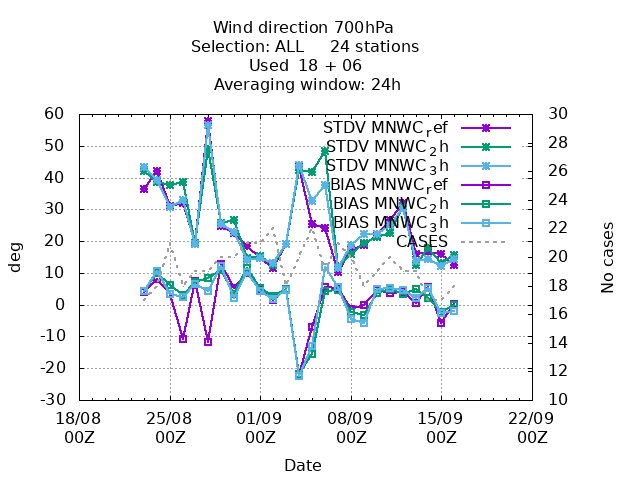 Wind direction 700hPa
Selection: ALL 24 stations
Used 18 + 06
Averaging window: 24h
60
50
40
30
20
10
0
-10
-20
-30
deg
30
28
26
24
22
20
18
16
14
12
10
No cases
STDV MNWC_ref
STDV MNWC_2h
STDV MNWC_3h
BIAS MNWC_ref
BIAS MNWC_2h
BIAS MNWC_3h
CASES
18/08 25/08 01/09 08/09 15/09 22/09
00Z 00Z 00Z 00Z 00Z 00Z
Date